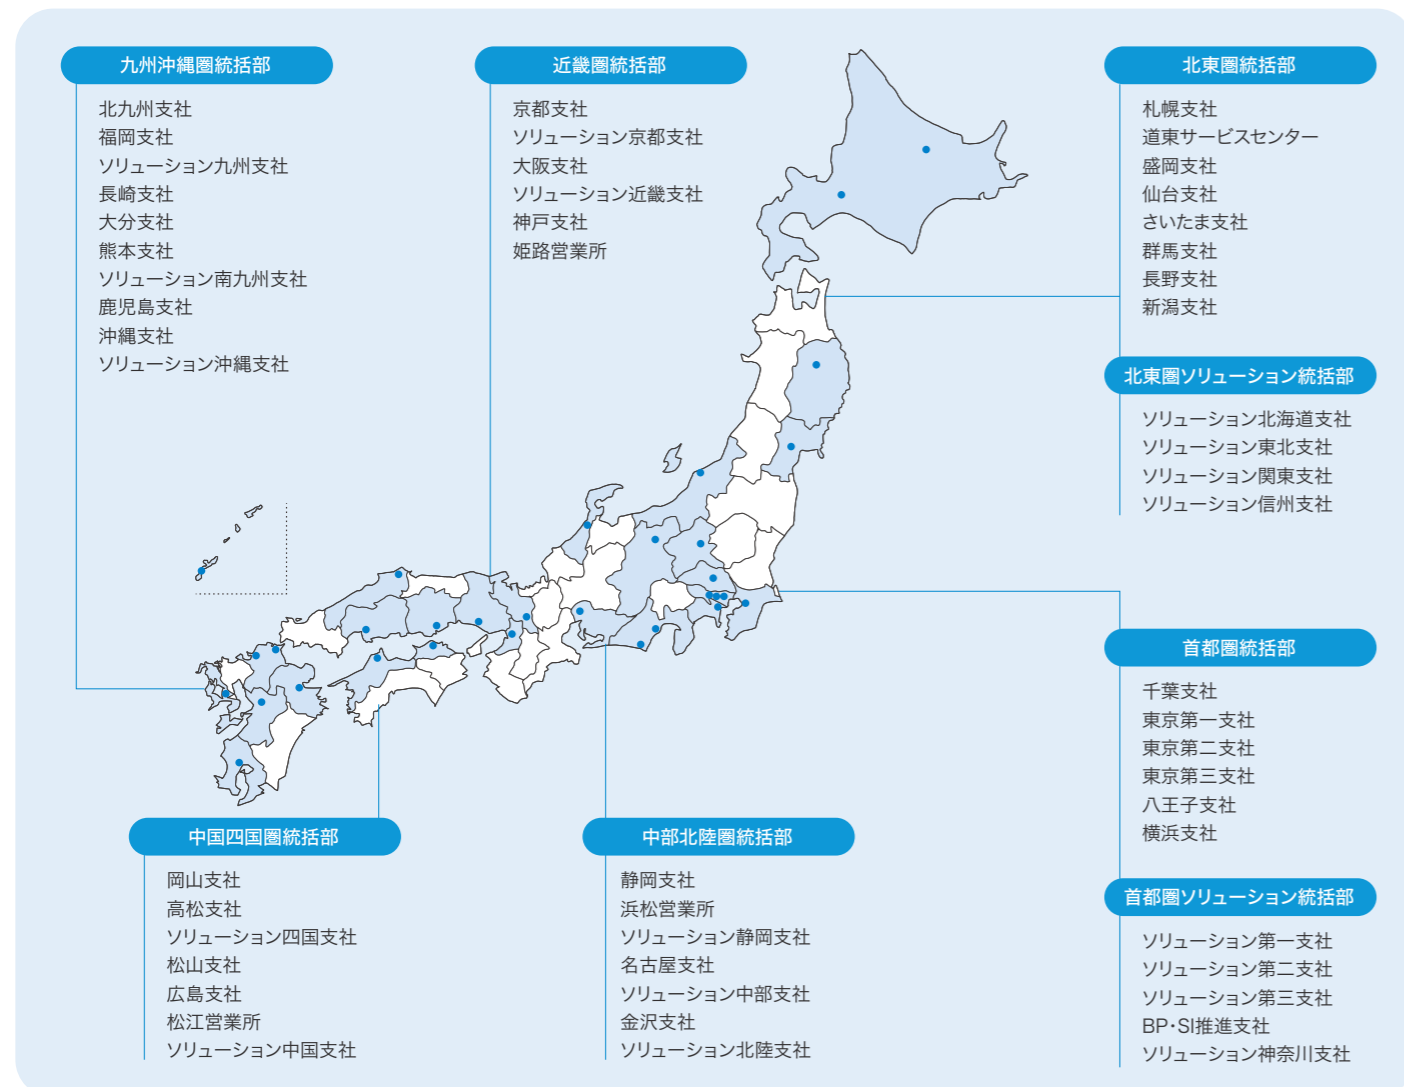 九州沖縄圏統括部
北九州支社
福岡支社
ソリューション九州支社
長崎支社
大分支社
熊本支社
ソリューション南九州支社
鹿児島支社
沖縄支社
ソリューション沖縄支社
近畿圏統括部
京都支社
ソリューション京都支社
大阪支社
ソリューション近畿支社
神戸支社
姫路営業所
北東圏統括部
札幌支社
道東サービスセンター
盛岡支社
仙台支社
さいたま支社
群馬支社
長野支社
新潟支社
北東圏ソリューション統括部
ソリューション北海道支社
ソリューション東北支社
ソリューション関東支社
ソリューション信州支社
首都圏統括部
千葉支社
東京第一支社
東京第二支社
東京第三支社
八王子支社
横浜支社
首都圏ソリューション統括部
ソリューション第一支社
ソリューション第二支社
ソリューション第三支社
BP・SI推進支社
ソリューション神奈川支社
中国四国圏統括部
岡山支社
高松支社
ソリューション四国支社
松山支社
広島支社
松江営業所
ソリューション中国支社
中部北陸圏統括部
静岡支社
浜松営業所
ソリューション静岡支社
名古屋支社
ソリューション中部支社
金沢支社
ソリューション北陸支社